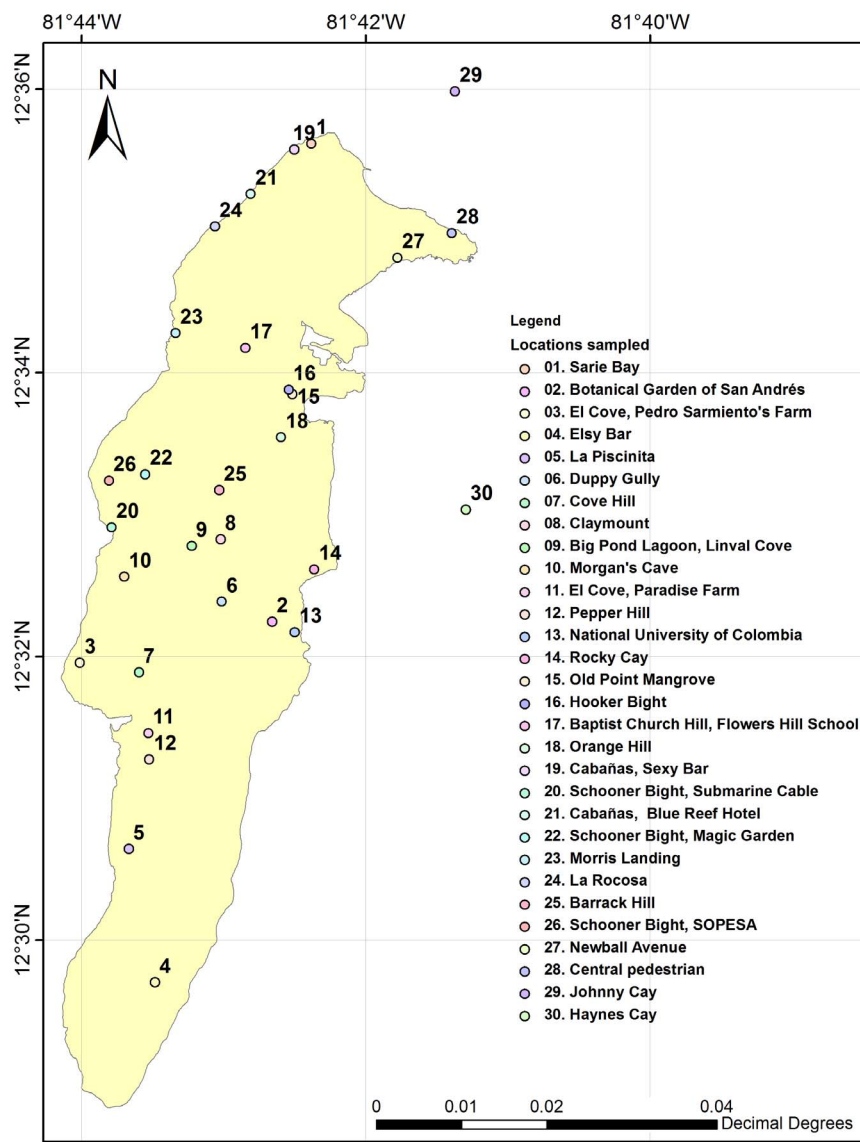 81°44'W 81°42'W 81°40'W
12°36'N
12°34'N
12°32'N
12°30'N
N
29
19 1
21
24
28
27
23
17
16
15
18
22
26
25
30
20
9 8
10
14
6
2
13
3
7
11
12
5
4
Legend
Locations sampled
01. Sarie Bay
02. Botanical Garden of San Andrés
03. El Cove, Pedro Sarmiento's Farm
04. Elsy Bar
05. La Piscinita
06. Duppy Gully
07. Cove Hill
08. Claymount
09. Big Pond Lagoon, Linval Cove
10. Morgan's Cave
11. El Cove, Paradise Farm
12. Pepper Hill
13. National University of Colombia
14. Rocky Cay
15. Old Point Mangrove
16. Hooker Bight
17. Baptist Church Hill, Flowers Hill School
18. Orange Hill
19. Cabañas, Sexy Bar
20. Schooner Bight, Submarine Cable
21. Cabañas, Blue Reef Hotel
22. Schooner Bight, Magic Garden
23. Morris Landing
24. La Rocosa
25. Barrack Hill
26. Schooner Bight, SOPESA
27. Newball Avenue
28. Central pedestrian
29. Johnny Cay
30. Haynes Cay
0 0.01 0.02 0.04
Decimal Degrees